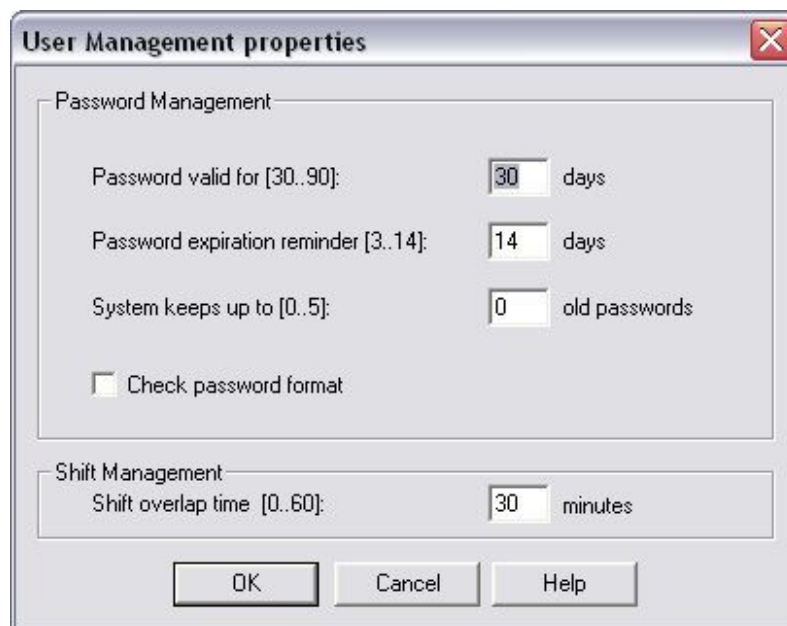 User Management properties
Password Management
Password valid for [30..90]: 30 days
Password expiration reminder [3..14]: 14 days
System keeps up to [0..5]: 0 old passwords
Check password format
Shift Management
Shift overlap time [0..60]: 30 minutes
OK Cancel Help